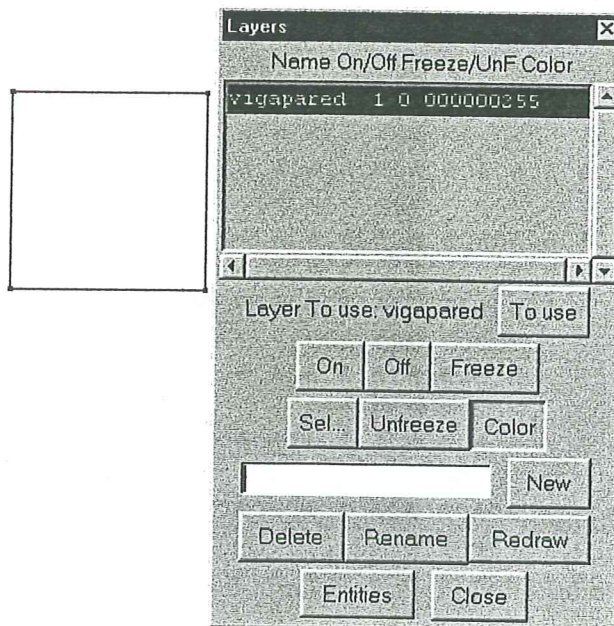 Layers
Name On/Off Freeze/UnF Color
vigapared 1 0 000000255
Layer To use: vigapared To use
On Off Freeze
Sel... Unfreeze Color
New
Delete Rename Redraw
Entities Close